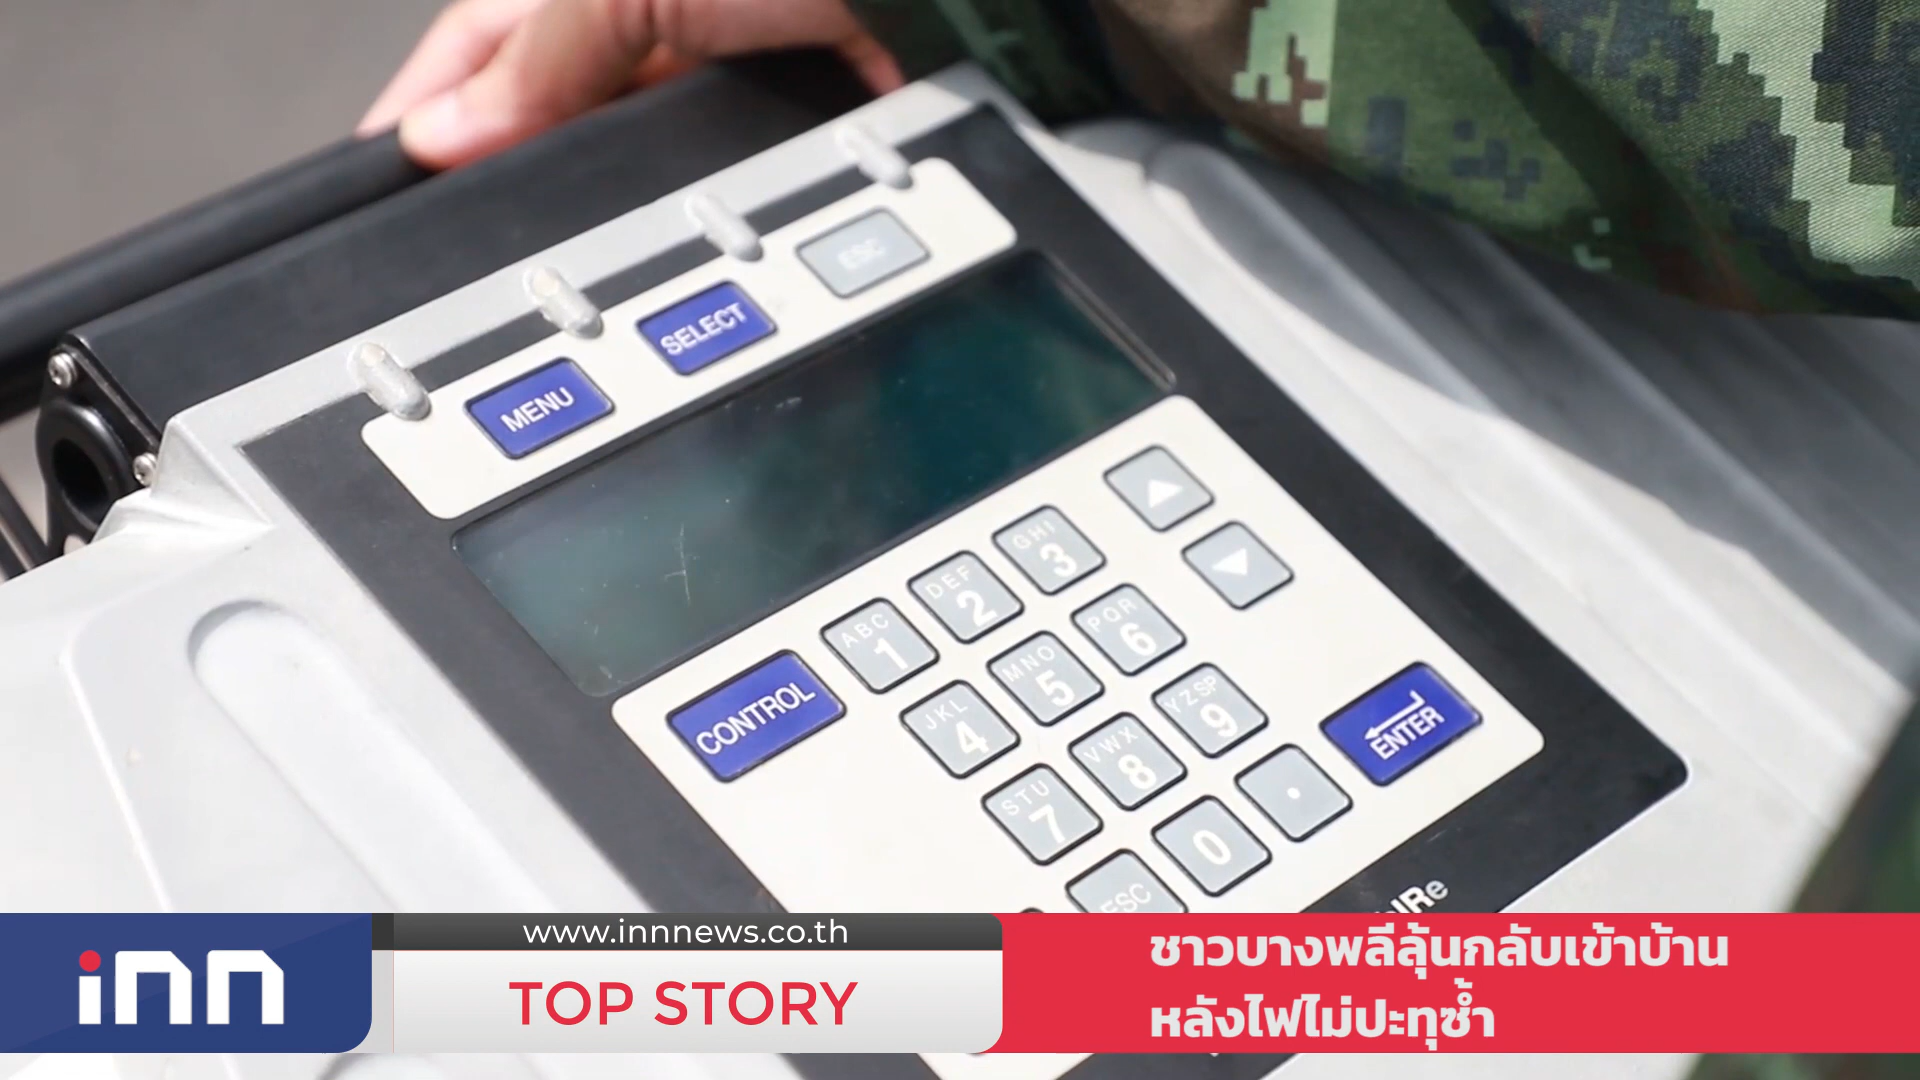 ESC
SELECT
MENU
GHI
3
DEF
2
ABC
1
PQR
6
MNO
5
JKL
4
CONTROL
YZSP
9
VWX
8
STU
7
ENTER
.
0
ESC
IRe
inn
www.innnews.co.th
TOP STORY
ชาวบางพลีลุ้นกลับเข้าบ้าน
หลังไฟไม่ปะทุซ้ำ